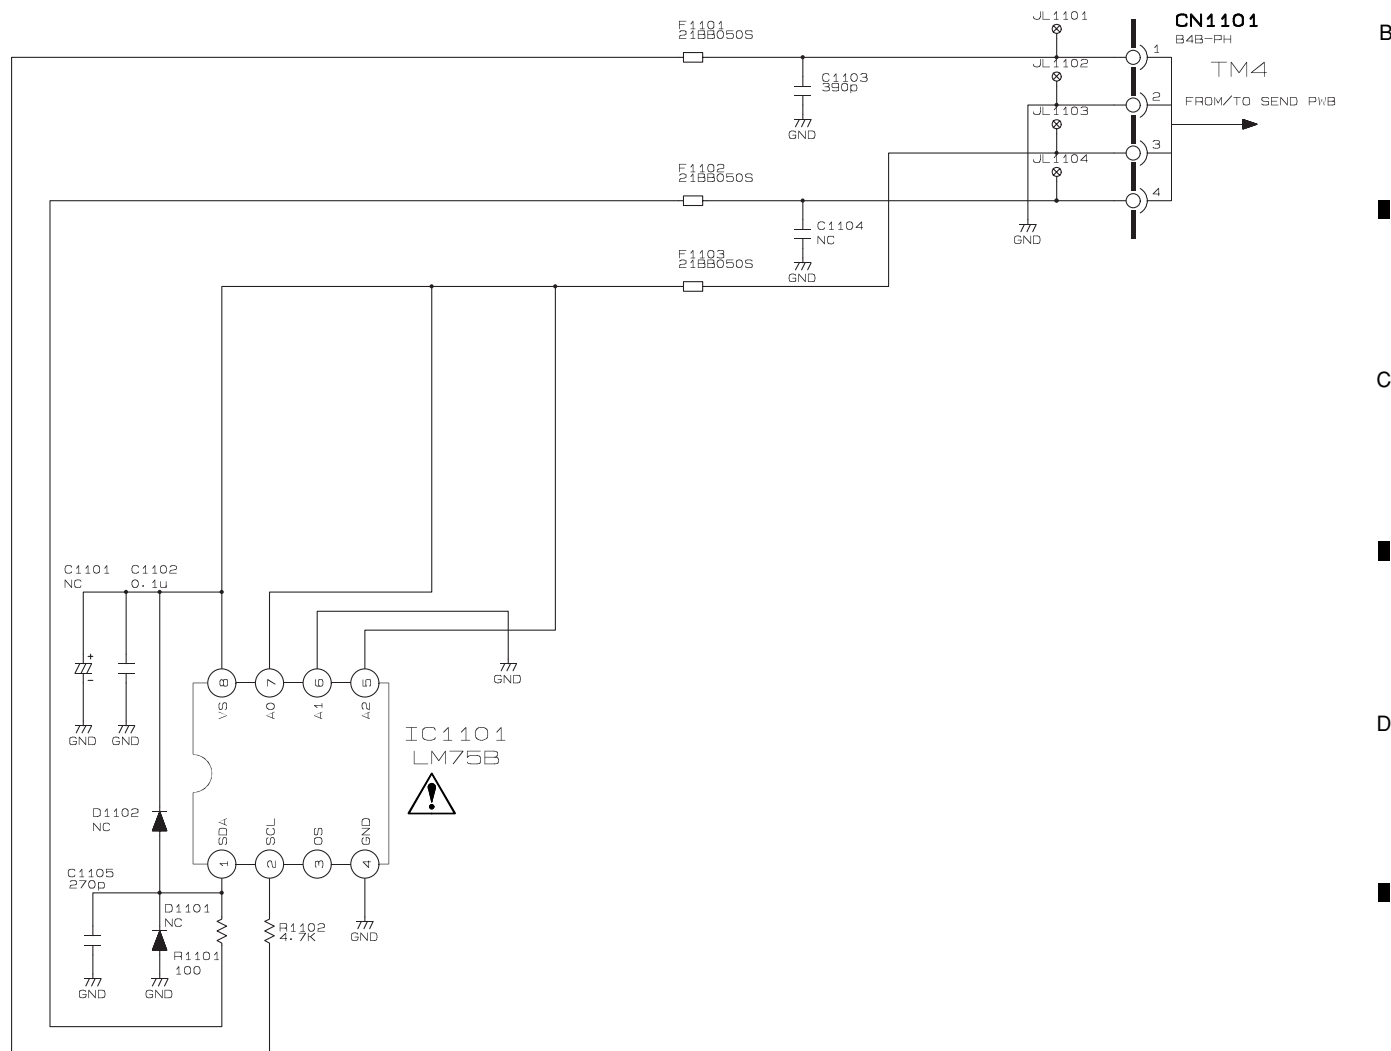 JL1101
CN1101
B4B-PH
B
F1101
21BB050S
1
TM4
JL1102
C1103
390p
2
FROM/TO SEND PWB
JL1103
GND
3
JL1104
F1102
21BB050S
4
C1104
NC
GND
F1103
21BB050S
GND
C
C1101
NC
C1102
0.1u
+
-
GND
8
7
6
5
VS
A0
A1
A2
GND
GND
IC1101
LM75B
D
!
D1102
NC
SDA
SCL
OS
GND
1
2
3
4
C1105
270p
D1101
NC
R1102
4.7K
GND
R1101
100
GND
GND